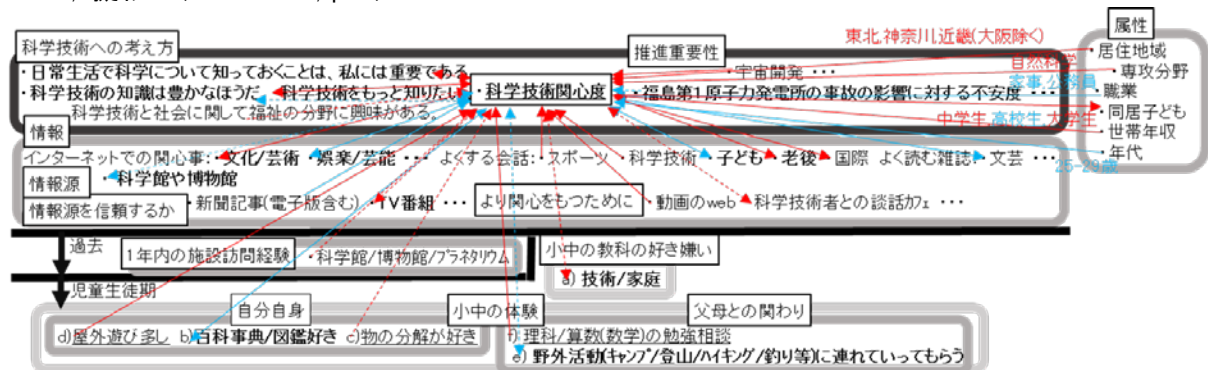 東北,神奈川,近畿(大阪除く)
属性
科学技術への考え方
推進重要性
・居住地域
・日常生活で科学について知っておくことは、私には重要である
・宇宙開発 ・・・
自然科学
・専攻分野
・科学技術の知識は豊かなほうだ ・科学技術をもっと知りたい
・科学技術関心度
・福島第1原子力発電所の事故の影響に対する不安度 ・・・
家事,公務員
・職業
科学技術と社会に関して福祉の分野に興味がある。
中学生,高校生,大学生
・同居子ども
・世帯年収
・年代
25-29歳
情報
インターネットでの関心事:・文化/芸術 ・娯楽/芸能 ・・・ よくする会話:・スポーツ ・科学技術 ・子ども ・老後 ・国際 よく読む雑誌:・文芸 ・・・
情報源
・科学館や博物館
情報源を信頼するか
・新聞記事(電子版含む) ・TV番組 ・・・
より関心をもつために
・動画のweb ・科学技術者との談話カフェ ・・・
過去
1年内の施設訪問経験
・科学館/博物館/プラネタリウム
小中の教科の好き嫌い
a) 技術/家庭
児童生徒期
自分自身
小中の体験
父母との関わり
d)屋外遊び多し b)百科事典/図鑑好き c)物の分解が好き
f)理科/算数(数学)の勉強相談
e)野外活動(キャンプ/登山/ハイキング/釣り等)に連れていってもらう